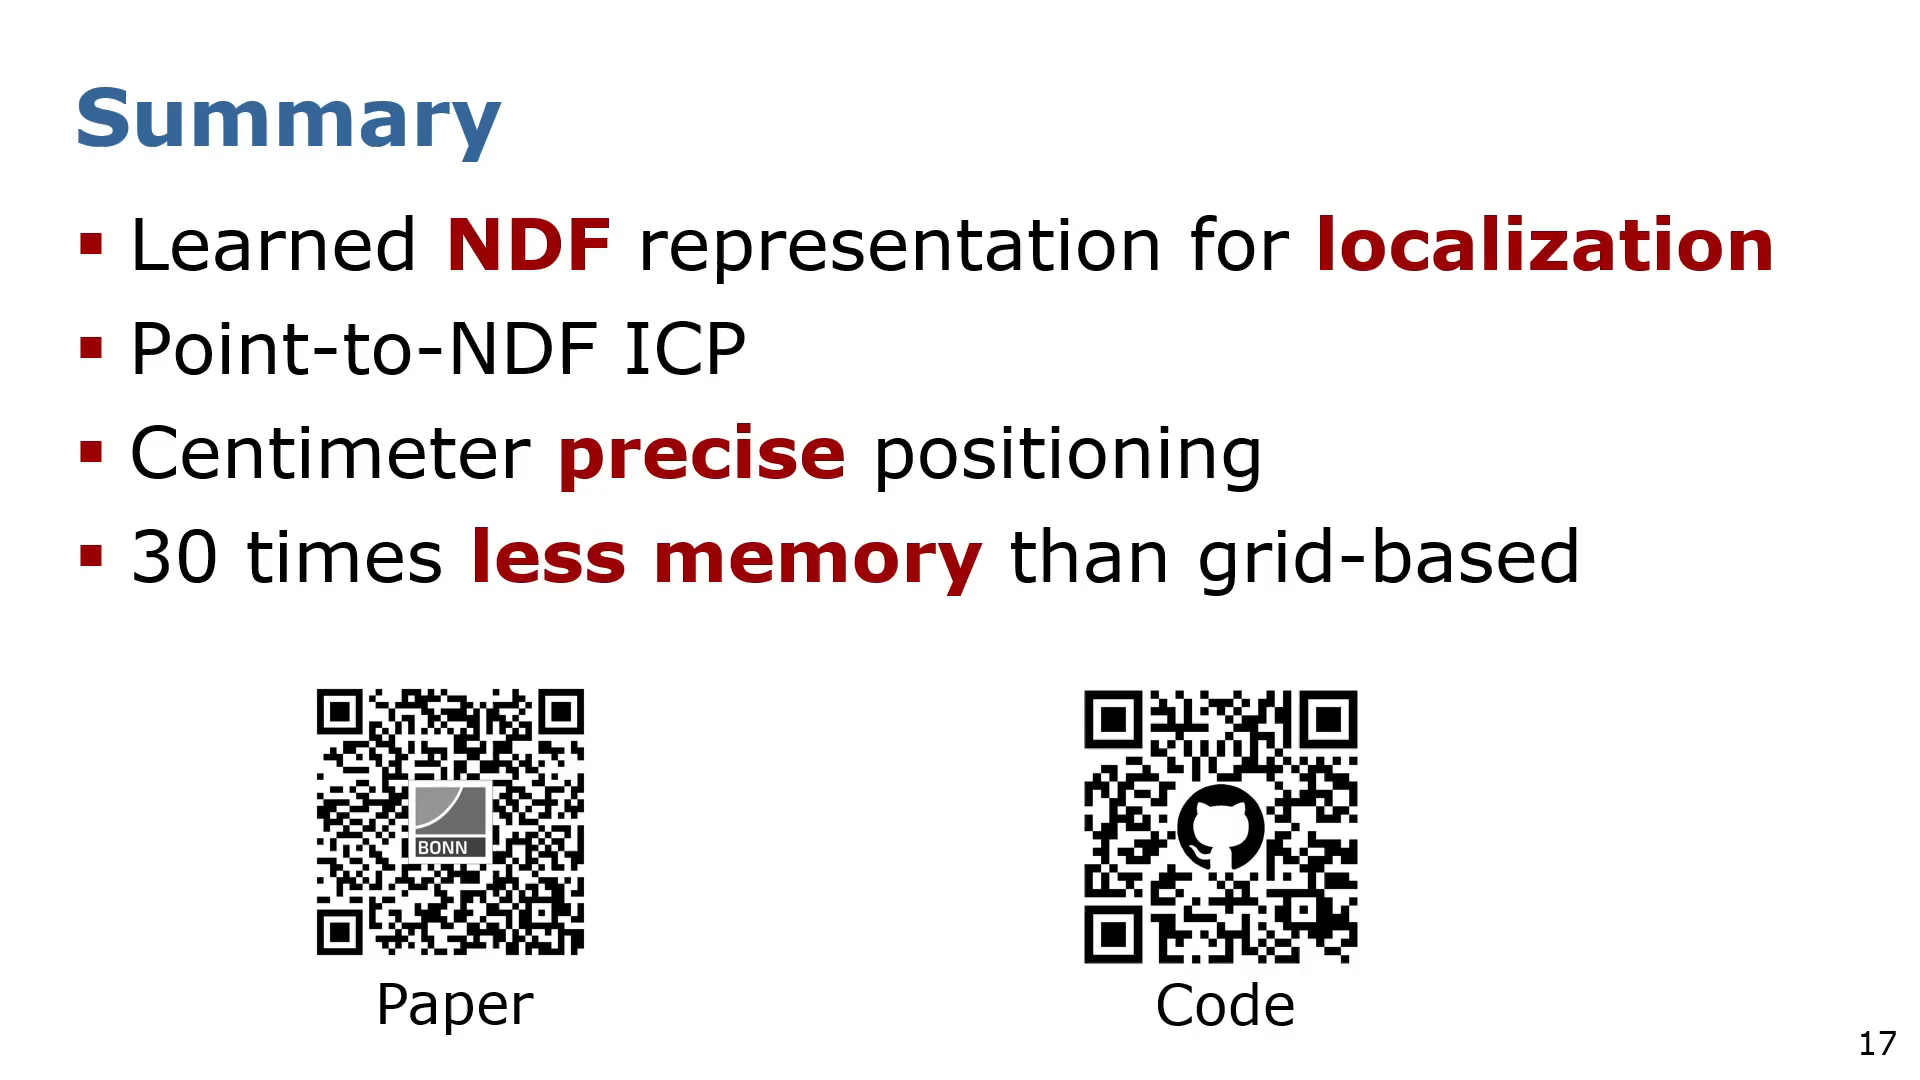 Summary
Learned NDF representation for localization
Point-to-NDF ICP
Centimeter precise positioning
30 times less memory than grid-based
BONN
Paper
Code
17